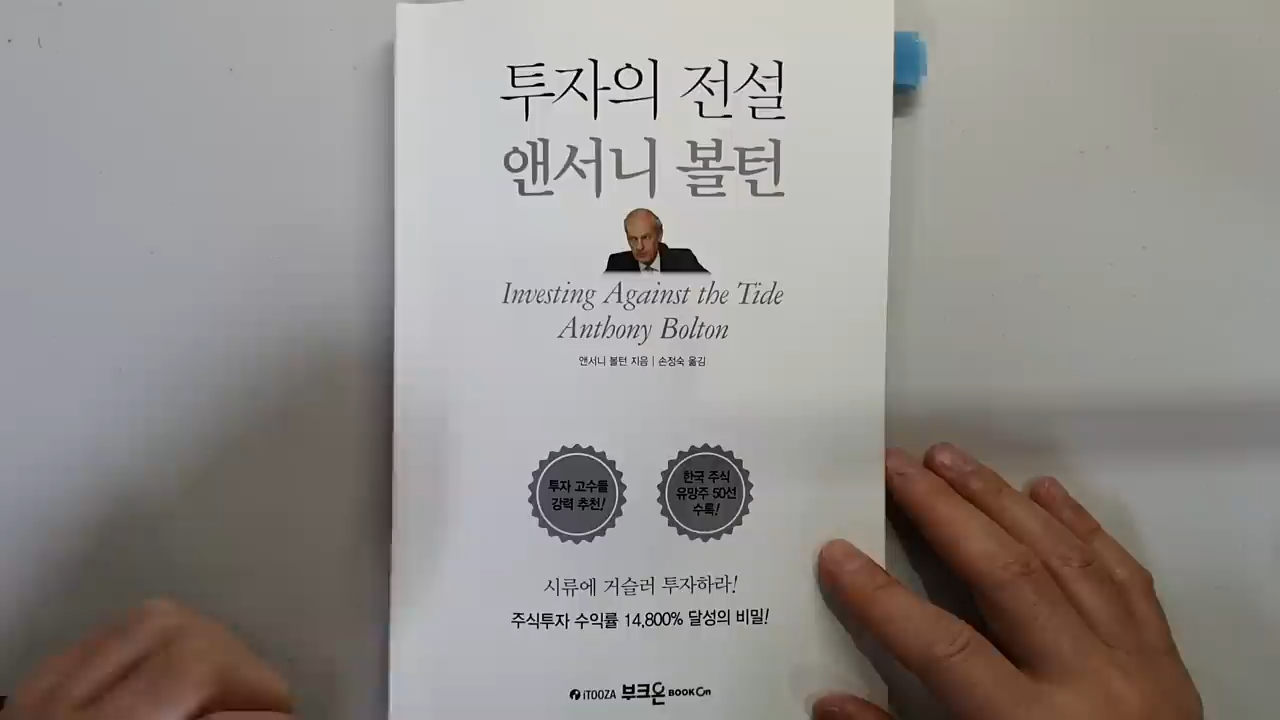 투자의 전설
앤서니 볼턴
Investing Against the Tide
Anthony Bolton
앤서니 볼턴 지음 | 손정숙 옮김
투자 고수들
강력 추천!
한국 주식
유망주 50선
수록!
시류에 거슬러 투자하라!
주식투자 수익률 14,800% 달성의 비밀!
iTOOZA 부크온 BOOK On